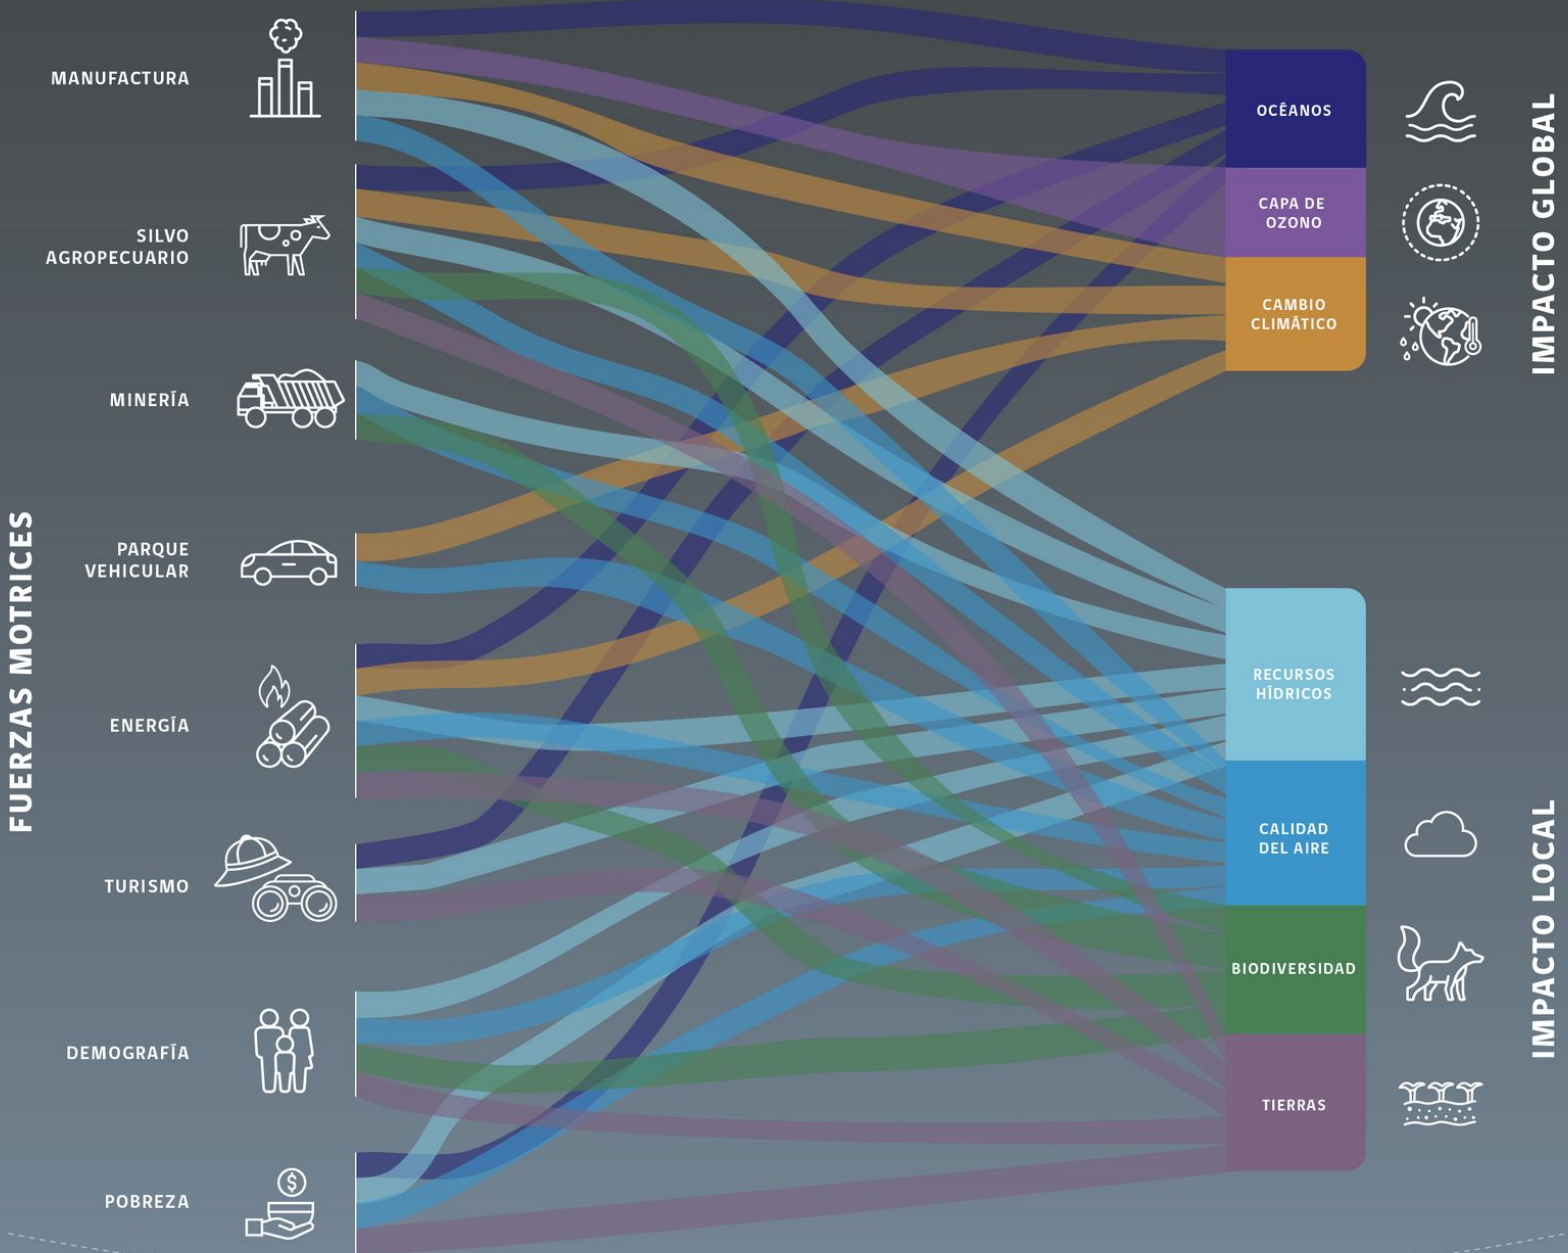 FUERZAS MOTRICES
MANUFACTURA
SILVO
AGROPECUARIO
MINERÍA
PARQUE
VEHICULAR
ENERGÍA
TURISMO
DEMOGRAFÍA
POBREZA
$
OCÉANOS
CAPA DE
OZONO
CAMBIO
CLIMÁTICO
RECURSOS
HÍDRICOS
CALIDAD
DEL AIRE
BIODIVERSIDAD
TIERRAS
IMPACTO GLOBAL
IMPACTO LOCAL